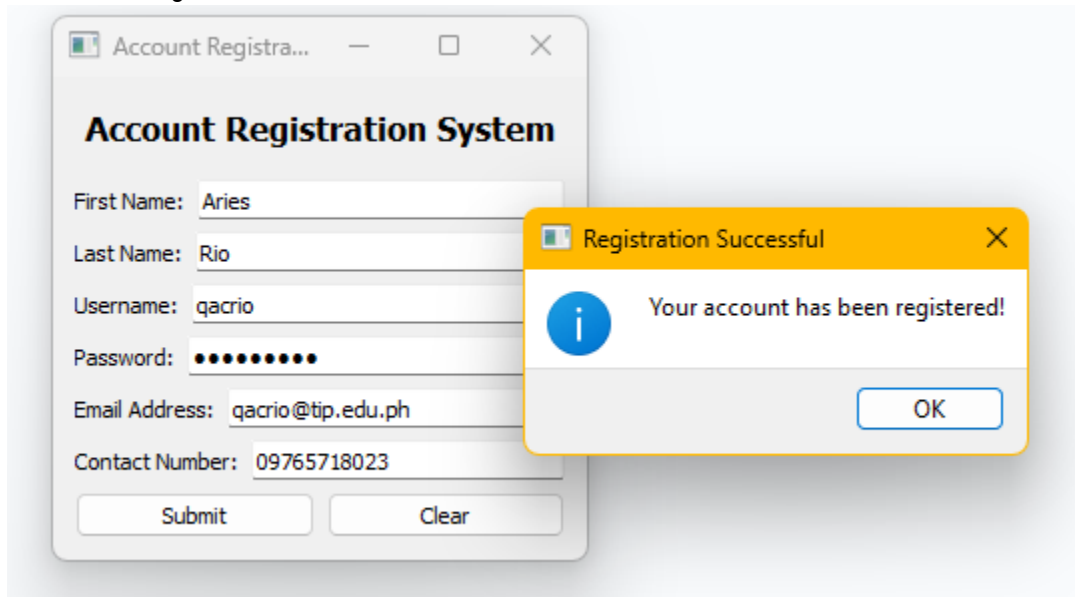 Account Registra...
Account Registration System
First Name: Aries
Last Name: Rio
Username: qacrio
Password: •••••••••
Email Address: qacrio@tip.edu.ph
Contact Number: 09765718023
Submit Clear
Registration Successful
Your account has been registered!
OK